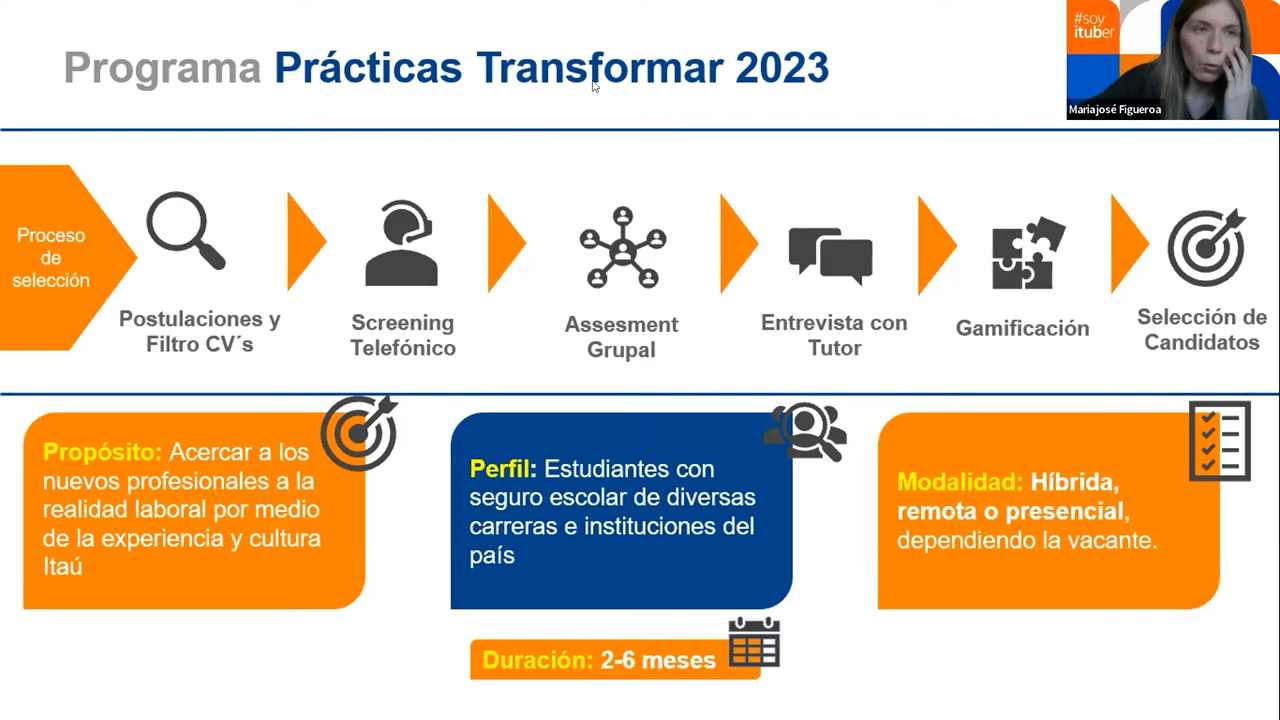 Programa Prácticas Transformar 2023
#soy
ituber
Mariajosé Figueroa
Proceso
de
selección
Postulaciones y
Filtro CV´s
Screening
Telefónico
Assesment
Grupal
Entrevista con
Tutor
Gamificación
Selección de
Candidatos
Propósito: Acercar a los
nuevos profesionales a la
realidad laboral por medio
de la experiencia y cultura
Itaú
Perfil: Estudiantes con
seguro escolar de diversas
carreras e instituciones del
país
Modalidad: Híbrida,
remota o presencial,
dependiendo la vacante.
Duración: 2-6 meses